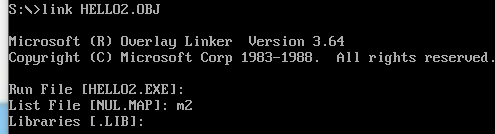 S:\>link HELLO2.OBJ
Microsoft (R) Overlay Linker  Version 3.64
Copyright (C) Microsoft Corp 1983-1988.  All rights reserved.
Run File [HELLO2.EXE]:
List File [NUL.MAP]: m2
Libraries [.LIB]: